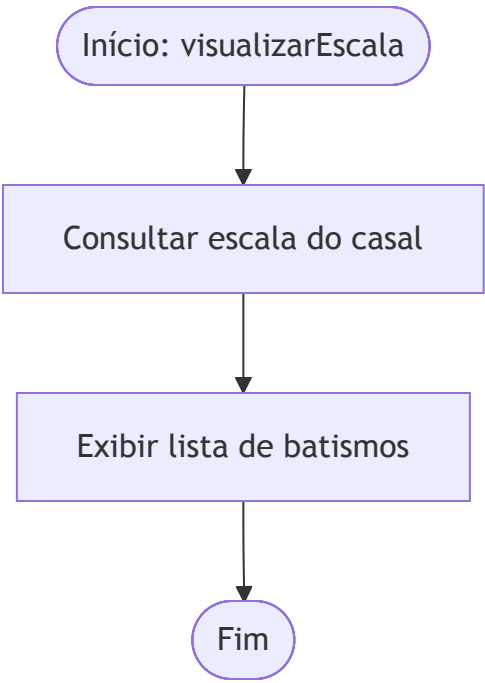 Início: visualizarEscala
Consultar escala do casal
Exibir lista de batismos
Fim